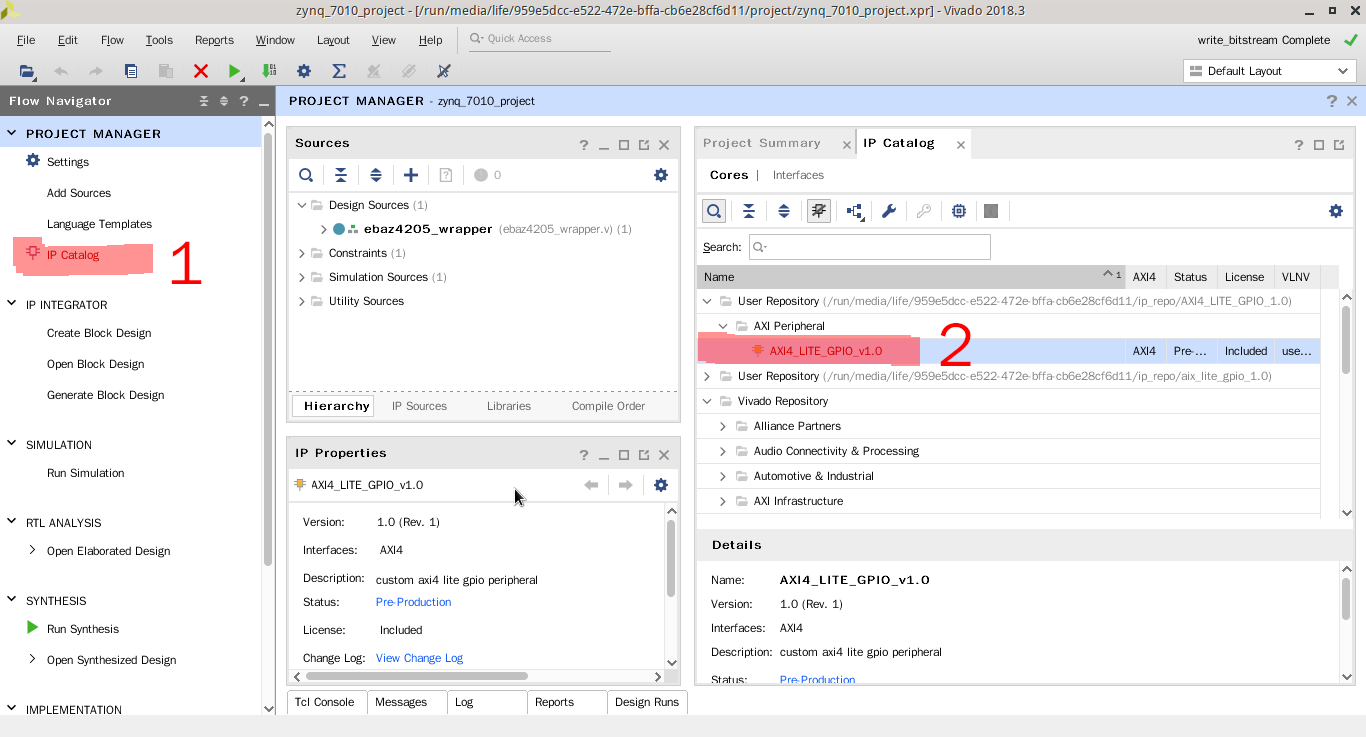 zynq_7010_project - [/run/media/life/959e5dcc-e522-472e-bffa-cb6e28cf6d11/project/zynq_7010_project.xpr] - Vivado 2018.3
File Edit Flow Tools Reports Window Layout View Help Quick Access write_bitstream Complete
Default Layout
Flow Navigator
PROJECT MANAGER
Settings
Add Sources
Language Templates
IP Catalog
1
IP INTEGRATOR
Create Block Design
Open Block Design
Generate Block Design
SIMULATION
Run Simulation
RTL ANALYSIS
Open Elaborated Design
SYNTHESIS
Run Synthesis
Open Synthesized Design
IMPLEMENTATION
PROJECT MANAGER - zynq_7010_project
Sources
0
Design Sources (1)
ebaz4205_wrapper (ebaz4205_wrapper.v) (1)
Constraints (1)
Simulation Sources (1)
Utility Sources
Hierarchy IP Sources Libraries Compile Order
IP Properties
AXI4_LITE_GPIO_v1.0
Version: 1.0 (Rev. 1)
Interfaces: AXI4
Description: custom axi4 lite gpio peripheral
Status: Pre-Production
License: Included
Change Log: View Change Log
Tcl Console Messages Log Reports Design Runs
Project Summary IP Catalog
Cores | Interfaces
Search:
Name 1 AXI4 Status License VLNV
User Repository (/run/media/life/959e5dcc-e522-472e-bffa-cb6e28cf6d11/ip_repo/AXI4_LITE_GPIO_1.0)
AXI Peripheral
AXI4_LITE_GPIO_v1.0 2 AXI4 Pre-... Included use...
User Repository (/run/media/life/959e5dcc-e522-472e-bffa-cb6e28cf6d11/ip_repo/aix_lite_gpio_1.0)
Vivado Repository
Alliance Partners
Audio Connectivity & Processing
Automotive & Industrial
AXI Infrastructure
Details
Name: AXI4_LITE_GPIO_v1.0
Version: 1.0 (Rev. 1)
Interfaces: AXI4
Description: custom axi4 lite gpio peripheral
Status: Pre-Production